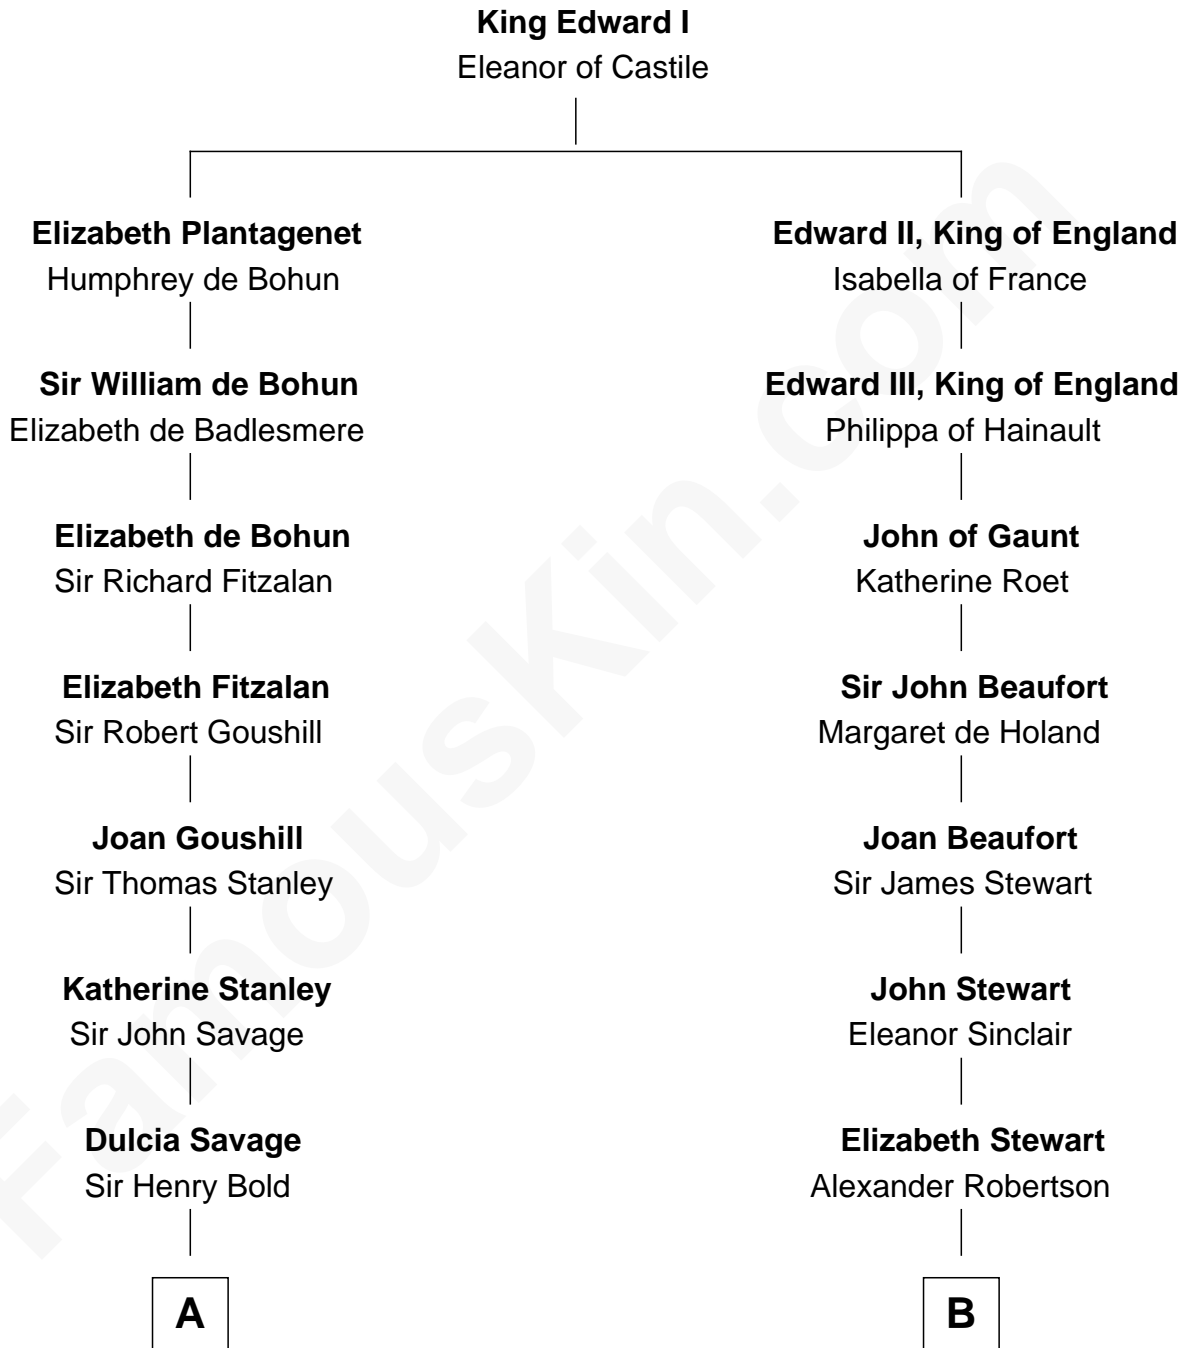 King Edward I
Eleanor of Castile
Elizabeth Plantagenet
Humphrey de Bohun
Edward II, King of England
Isabella of France
Sir William de Bohun
Elizabeth de Badlesmere
Edward III, King of England
Philippa of Hainault
Elizabeth de Bohun
Sir Richard Fitzalan
John of Gaunt
Katherine Roet
Elizabeth Fitzalan
Sir Robert Goushill
Sir John Beaufort
Margaret de Holand
Joan Goushill
Sir Thomas Stanley
Joan Beaufort
Sir James Stewart
Katherine Stanley
Sir John Savage
John Stewart
Eleanor Sinclair
Dulcia Savage
Sir Henry Bold
Elizabeth Stewart
Alexander Robertson
A
B
FamousKin.com